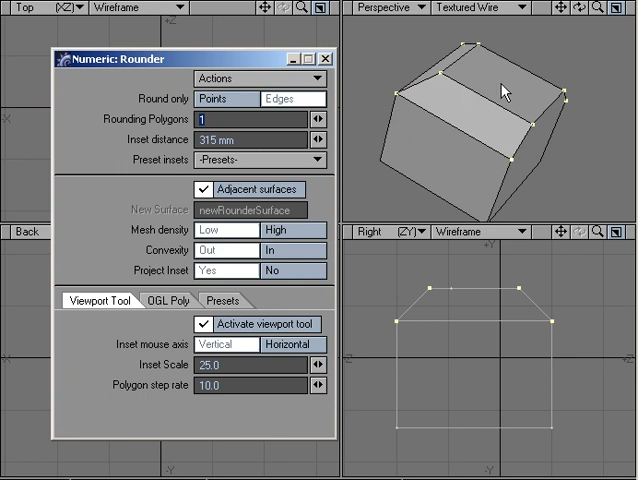 Top (XZ) Wireframe
Perspective Textured Wire
+Z
Numeric: Rounder
Actions
Round only Points Edges
Rounding Polygons 1
Inset distance 315 mm
Preset insets -Presets-
-X
Adjacent surfaces
New Surface newRounderSurface
Mesh density Low High
Back
Right (ZY) Wireframe
+Y
Convexity Out In
Project Inset Yes No
Viewport Tool OGL Poly Presets
Activate viewport tool
Inset mouse axis Vertical Horizontal
-X
-Z
+Z
Inset Scale 25.0
Polygon step rate 10.0
-Y
-Y